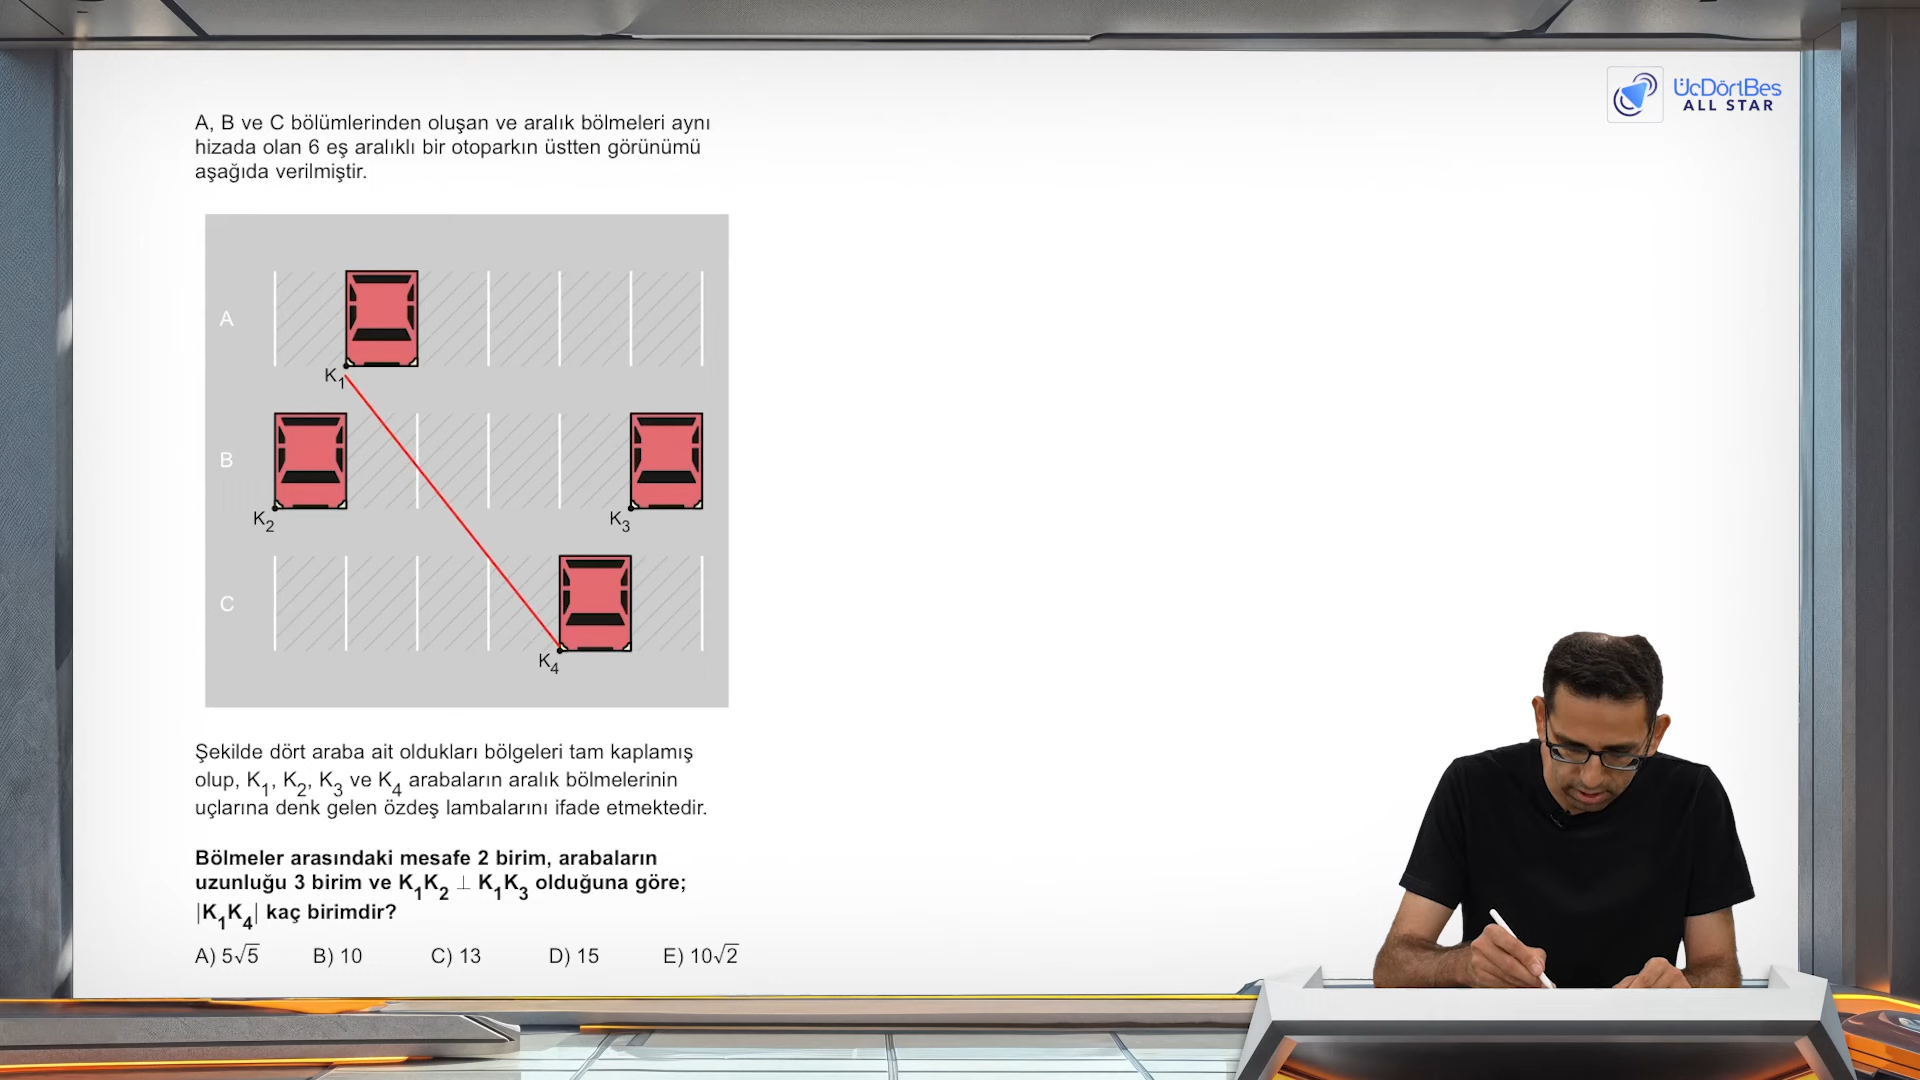 ÜçDörtBeş
ALL STAR
A, B ve C bölümlerinden oluşan ve aralık bölmeleri aynı
hizada olan 6 eş aralıklı bir otoparkın üstten görünümü
aşağıda verilmiştir.
A
K₁
B
K₂
K₃
C
K₄
Şekilde dört araba ait oldukları bölgeleri tam kaplamış
olup, K₁, K₂, K₃ ve K₄ arabaların aralık bölmelerinin
uçlarına denk gelen özdeş lambalarını ifade etmektedir.
Bölmeler arasındaki mesafe 2 birim, arabaların
uzunluğu 3 birim ve K₁K₂ ⊥ K₁K₃ olduğuna göre;
|K₁K₄| kaç birimdir?
A) 5√5 B) 10 C) 13 D) 15 E) 10√2